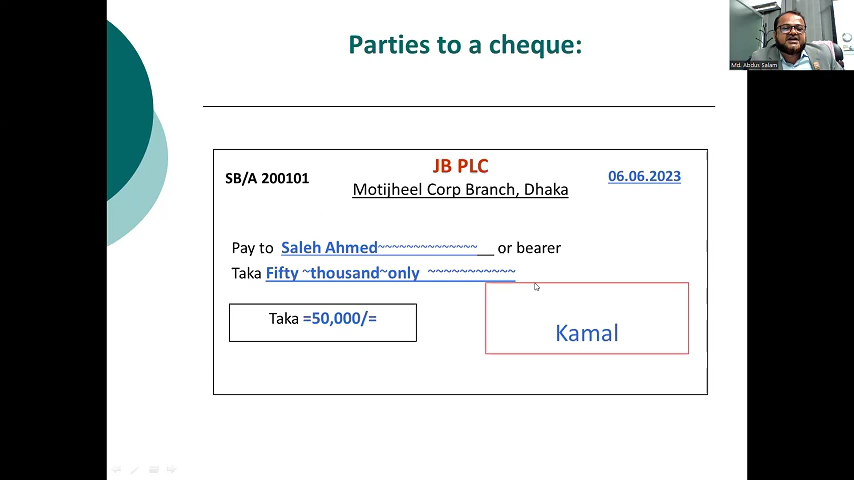 Parties to a cheque:
Md. Abdus Salam
JB PLC
SB/A 200101
06.06.2023
Motijheel Corp Branch, Dhaka
Pay to Saleh Ahmed~~~~~~~~~~~~~~__ or bearer
Taka Fifty ~thousand~only ~~~~~~~~~~~
Taka =50,000/=
Kamal